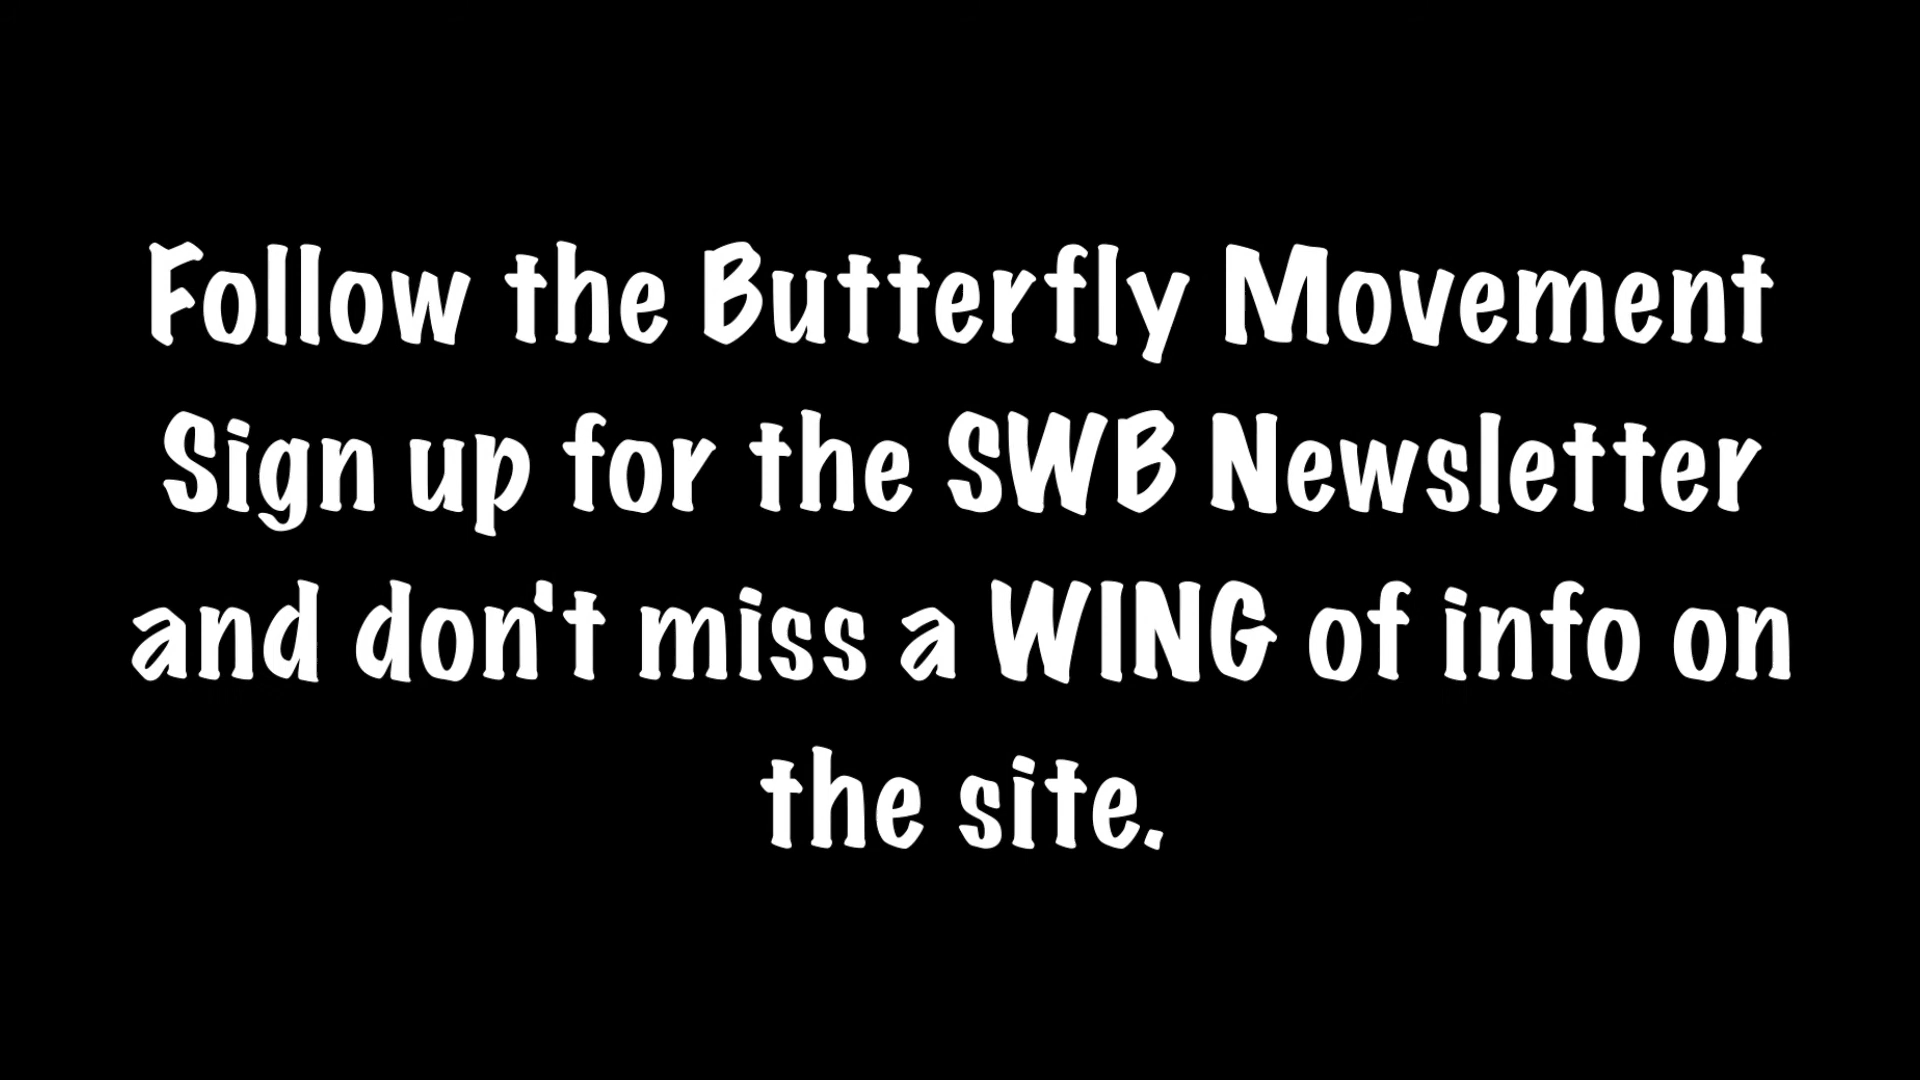 Follow the Butterfly Movement
Sign up for the SWB Newsletter
and don't miss a WING of info on
the site.